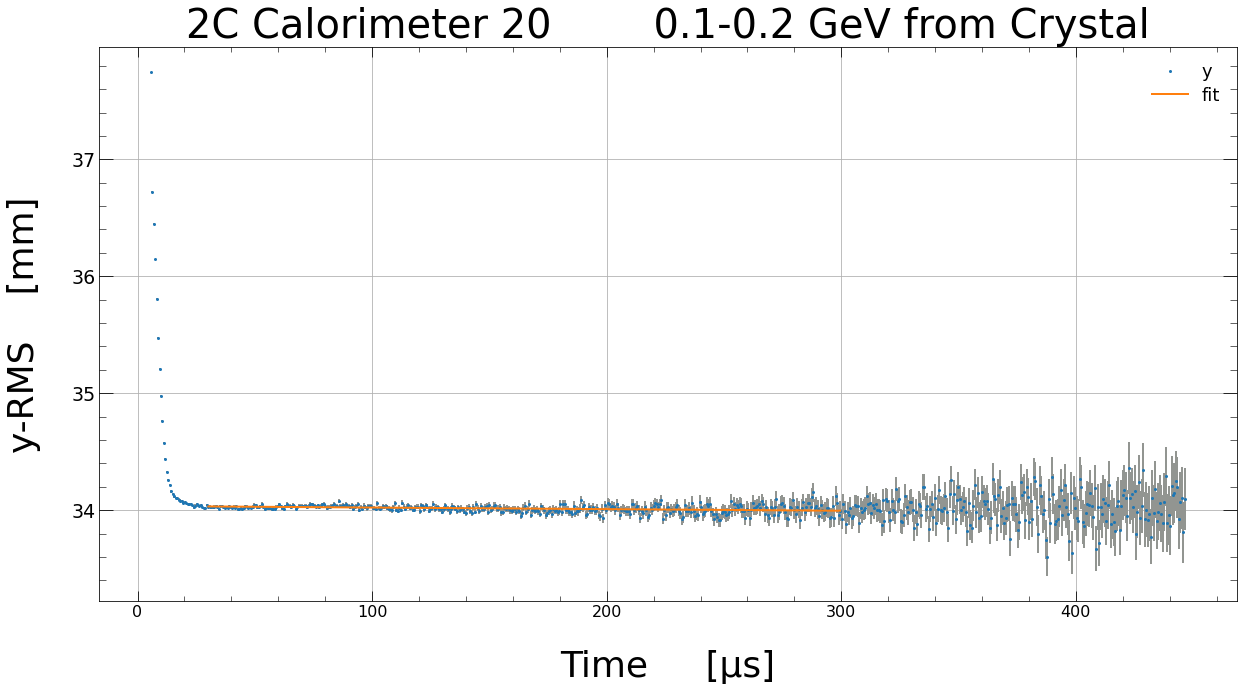 2C Calorimeter 20 0.1-0.2 GeV from Crystal
y
fit
37
36
35
34
y-RMS [mm]
0 100 200 300 400
Time [μs]